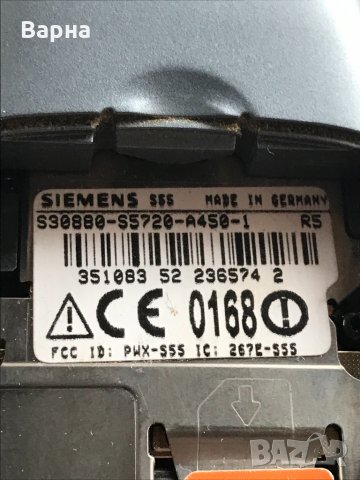 Варна
SIEMENS S55 MADE IN GERMANY
S30880-S5720-A450-1 R5
351083 52 236574 2
CE 0168
FCC ID: PWX-S55 IC: 267E-S55
BAZAR